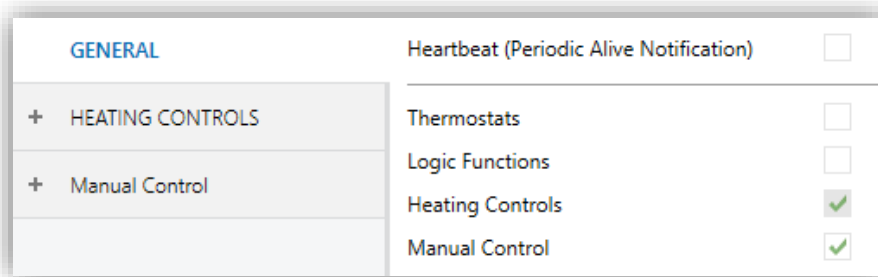 GENERAL
+ HEATING CONTROLS
+ Manual Control
Heartbeat (Periodic Alive Notification)
Thermostats
Logic Functions
Heating Controls
Manual Control